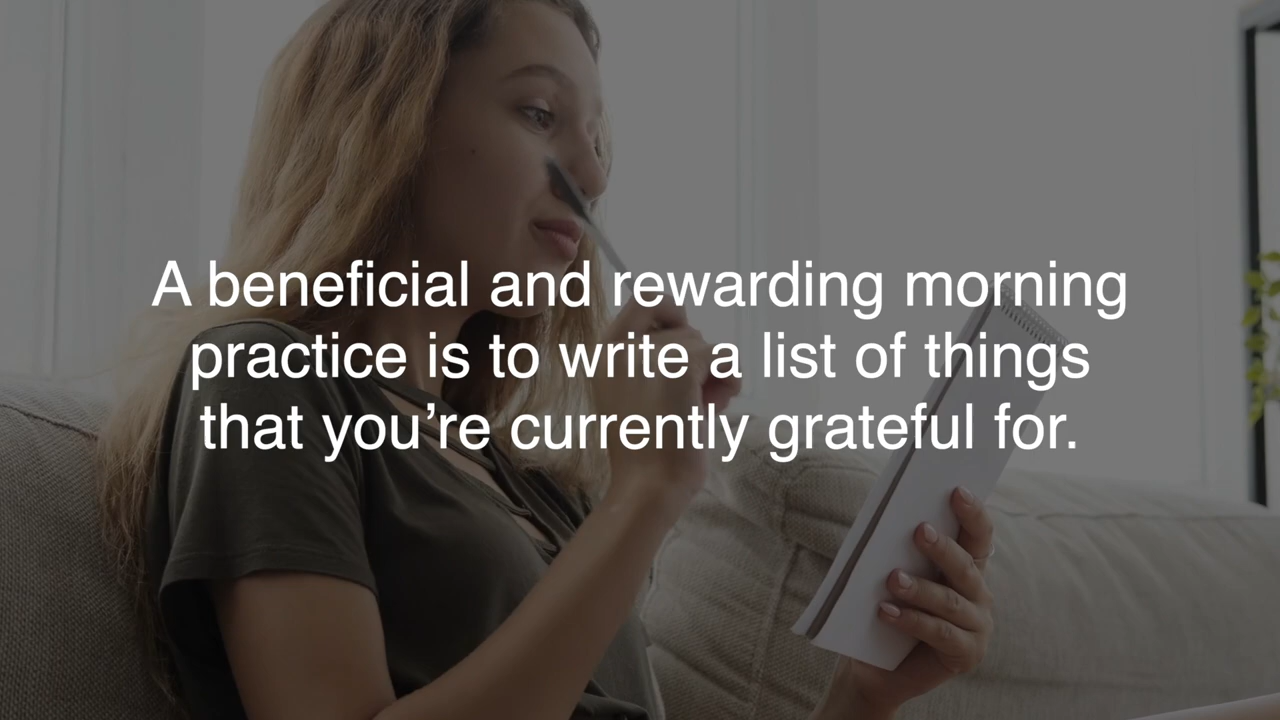 A beneficial and rewarding morning
practice is to write a list of things
that you’re currently grateful for.